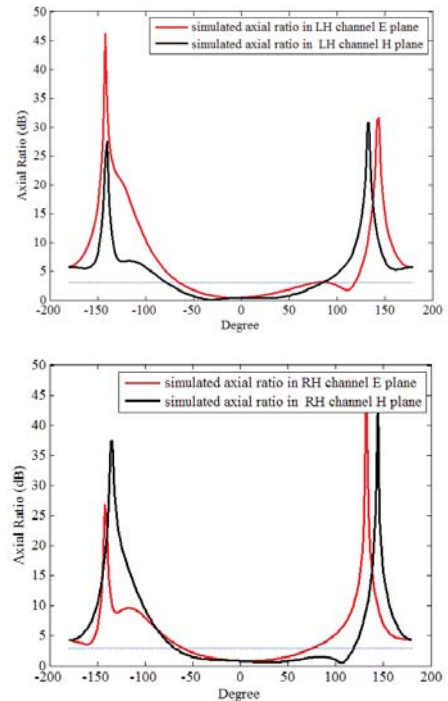 50
45
40
35
30
25
20
15
10
5
0
Axial Ratio (dB)
simulated axial ratio in LH channel E plane
simulated axial ratio in LH channel H plane
-200 -150 -100 -50 0 50 100 150 200
Degree
50
45
40
35
30
25
20
15
10
5
0
Axial Ratio (dB)
simulated axial ratio in RH channel E plane
simulated axial ratio in RH channel H plane
-200 -150 -100 -50 0 50 100 150 200
Degree